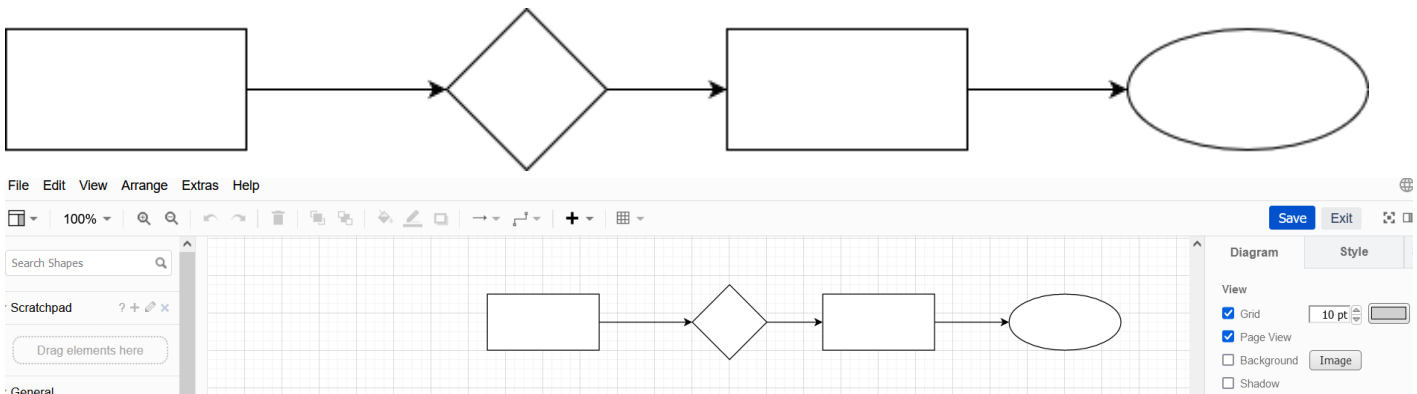 File Edit View Arrange Extras Help
100% Save Exit
Search Shapes Diagram Style
View
Scratchpad ? Grid 10 pt
Page View
Drag elements here Background Image
Shadow
General